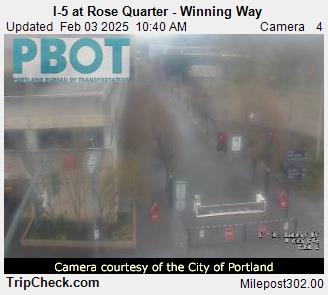 I-5 at Rose Quarter - Winning Way
Updated Feb 03 2025 10:40 AM Camera 4
PBOT
PORTLAND BUREAU OF TRANSPORTATION
Camera courtesy of the City of Portland
TripCheck.com Milepost302.00